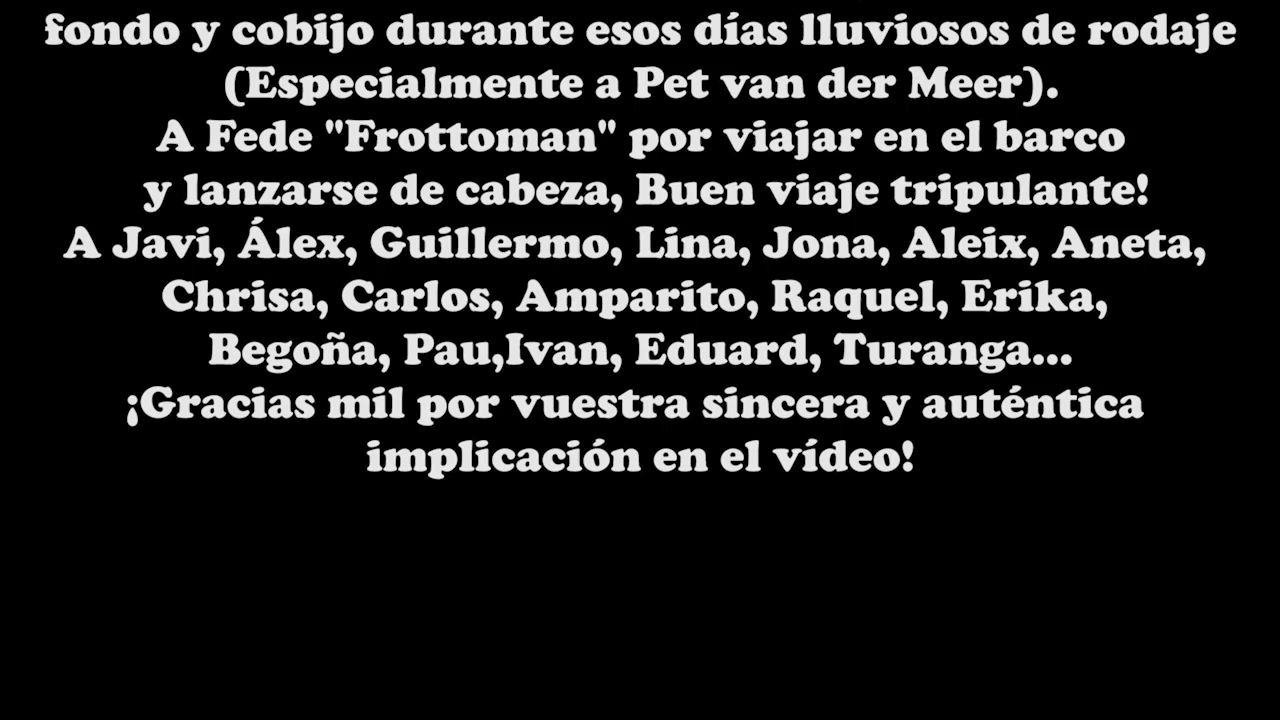 fondo y cobijo durante esos días lluviosos de rodaje
(Especialmente a Pet van der Meer).
A Fede "Frottoman" por viajar en el barco
y lanzarse de cabeza, Buen viaje tripulante!
A Javi, Álex, Guillermo, Lina, Jona, Aleix, Aneta,
Chrisa, Carlos, Amparito, Raquel, Erika,
Begoña, Pau,Ivan, Eduard, Turanga...
¡Gracias mil por vuestra sincera y auténtica
implicación en el vídeo!